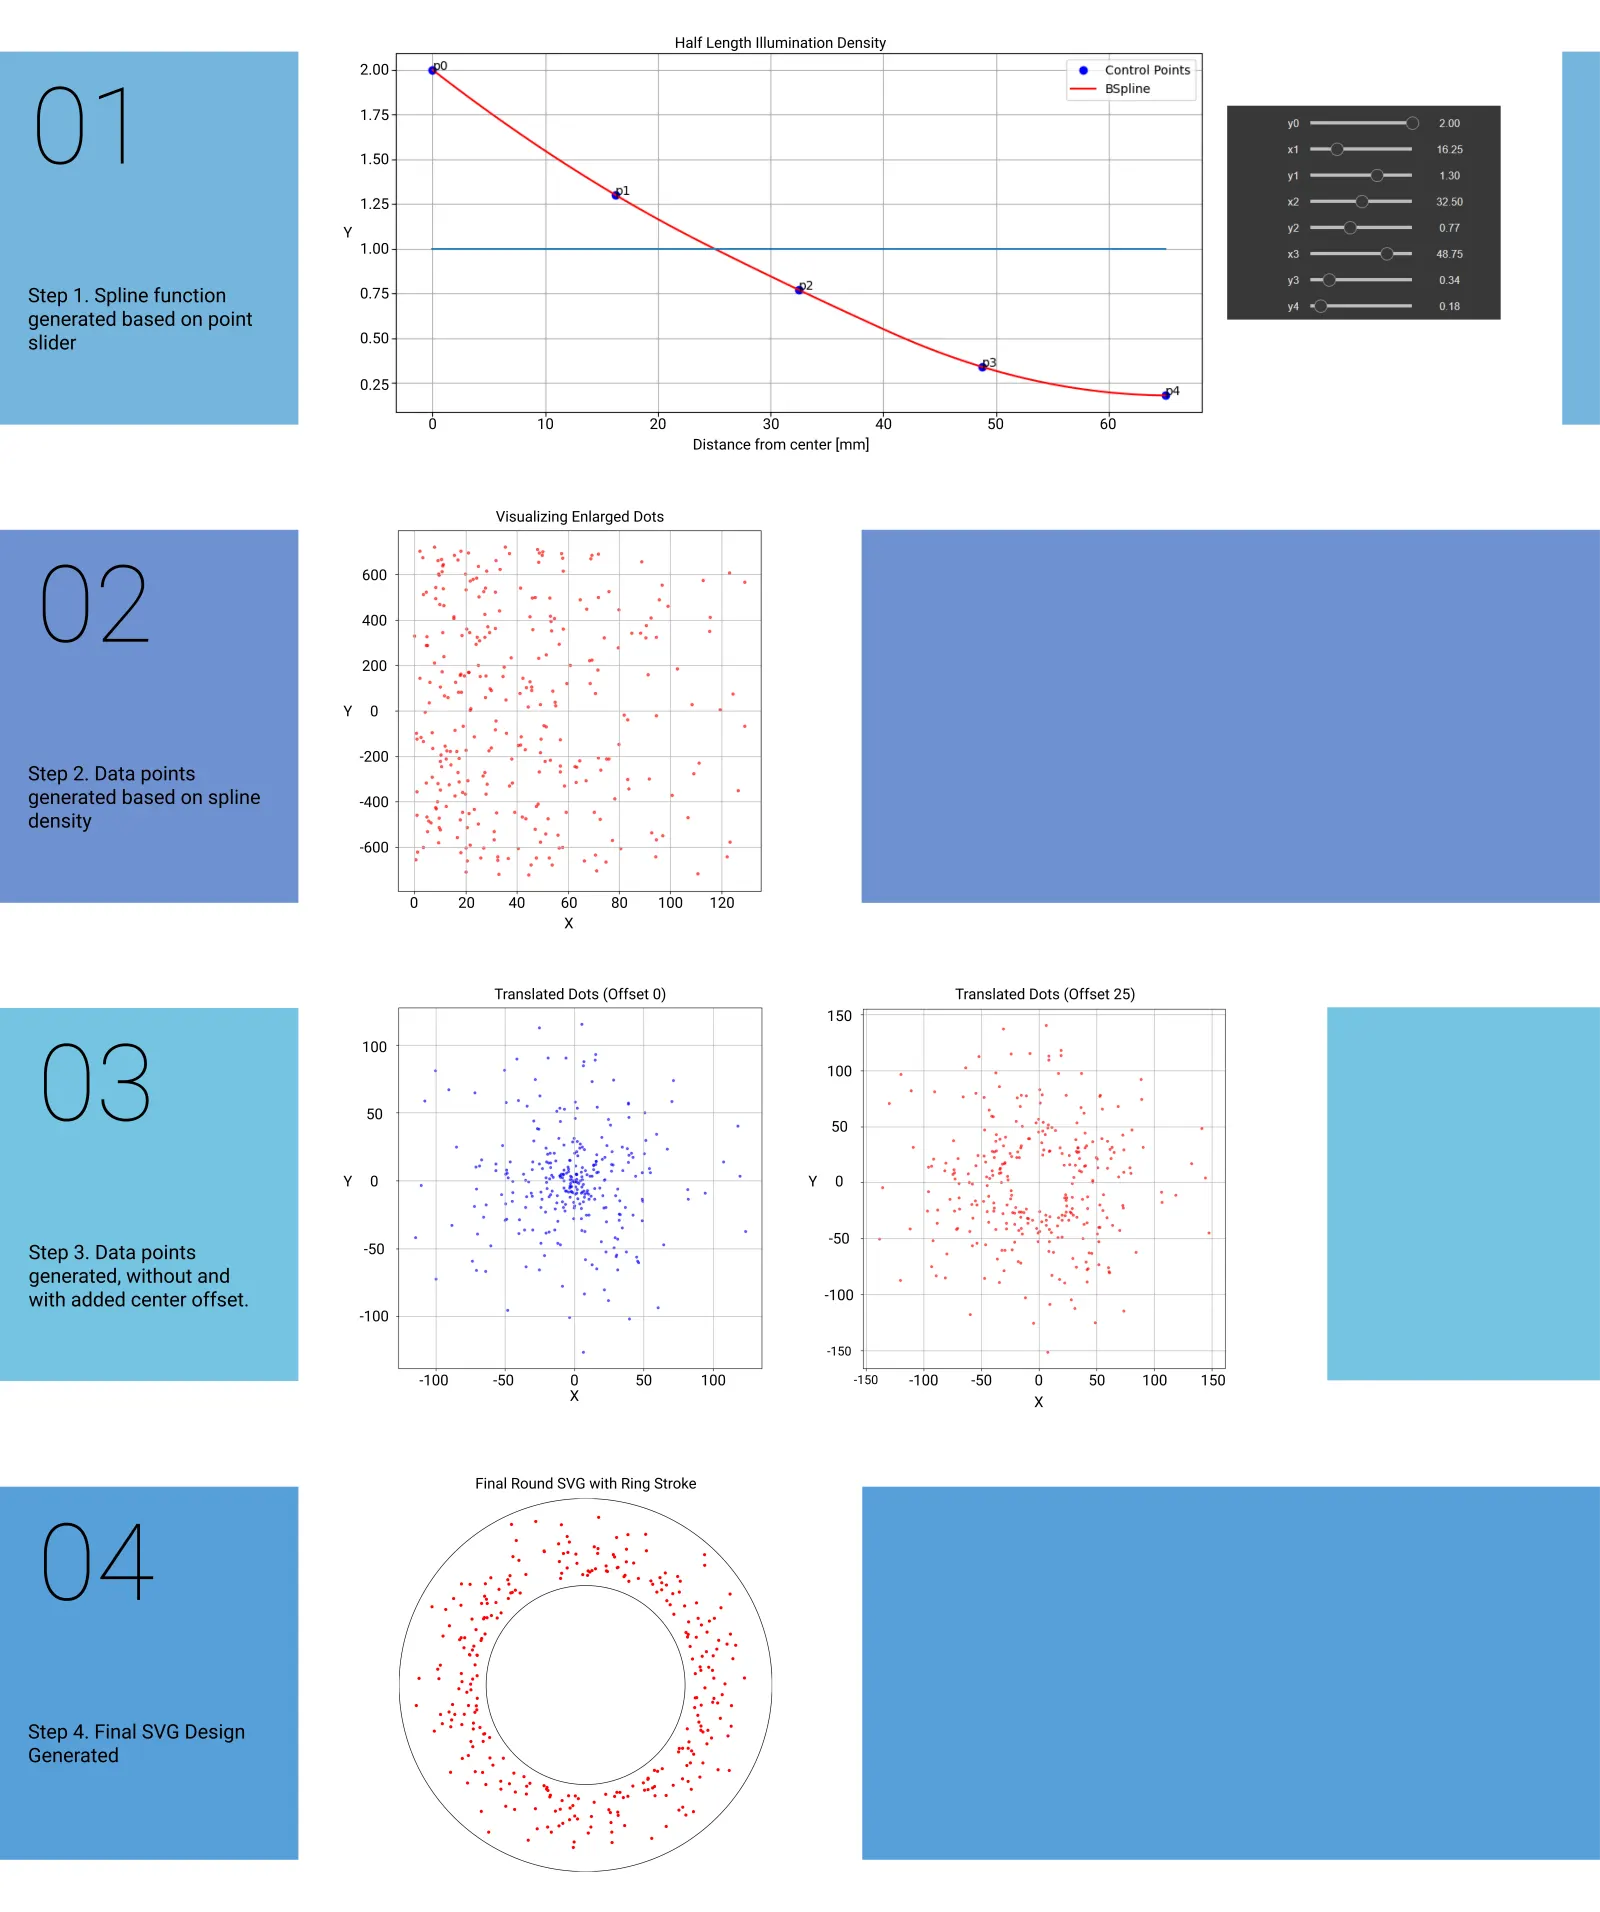 01
Step 1. Spline function
generated based on point
slider
Half Length Illumination Density
Control Points
BSpline
p0
p1
p2
p3
p4
Y
2.00
1.75
1.50
1.25
1.00
0.75
0.50
0.25
0 10 20 30 40 50 60
Distance from center [mm]
y0 2.00
x1 16.25
y1 1.30
x2 32.50
y2 0.77
x3 48.75
y3 0.34
y4 0.18
02
Step 2. Data points
generated based on spline
density
Visualizing Enlarged Dots
600
400
200
Y 0
-200
-400
-600
0 20 40 60 80 100 120
X
03
Step 3. Data points
generated, without and
with added center offset.
Translated Dots (Offset 0)
100
50
Y 0
-50
-100
-100 -50 0 50 100
X
Translated Dots (Offset 25)
150
100
50
Y 0
-50
-100
-150
-150 -100 -50 0 50 100 150
X
04
Step 4. Final SVG Design
Generated
Final Round SVG with Ring Stroke